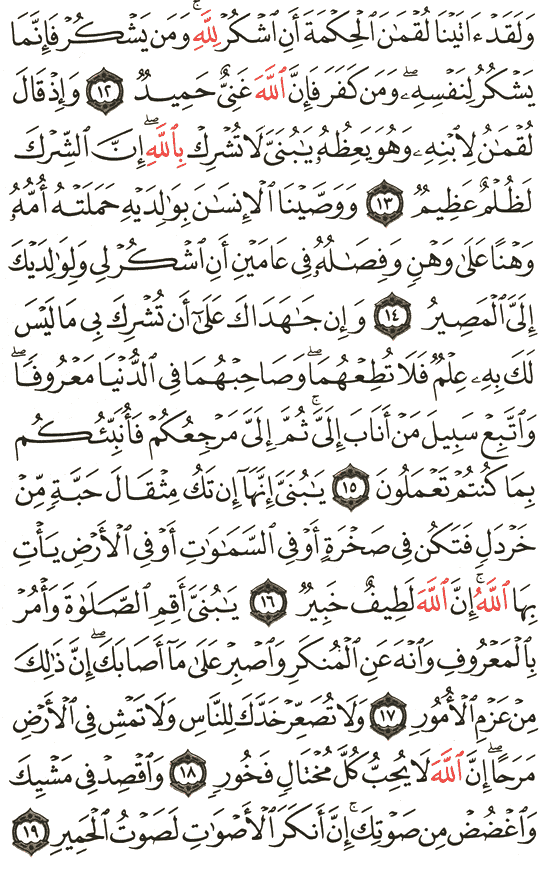 وَلَقَدْ ءَاتَيْنَا لُقْمَٰنَ ٱلْحِكْمَةَ أَنِ ٱشْكُرْ لِلَّهِ ۚ وَمَن يَشْكُرْ فَإِنَّمَا
يَشْكُرُ لِنَفْسِهِۦ ۖ وَمَن كَفَرَ فَإِنَّ ٱللَّهَ غَنِىٌّ حَمِيدٌ ١٢ وَإِذْ قَالَ
لُقْمَٰنُ لِٱبْنِهِۦ وَهُوَ يَعِظُهُۥ يَٰبُنَىَّ لَا تُشْرِكْ بِٱللَّهِ ۖ إِنَّ ٱلشِّرْكَ
لَظُلْمٌ عَظِيمٌ ١٣ وَوَصَّيْنَا ٱلْإِنسَٰنَ بِوَٰلِدَيْهِ حَمَلَتْهُ أُمُّهُۥ
وَهْنًا عَلَىٰ وَهْنٍ وَفِصَٰلُهُۥ فِى عَامَيْنِ أَنِ ٱشْكُرْ لِى وَلِوَٰلِدَيْكَ
إِلَىَّ ٱلْمَصِيرُ ١٤ وَإِن جَٰهَدَاكَ عَلَىٰٓ أَن تُشْرِكَ بِى مَا لَيْسَ
لَكَ بِهِۦ عِلْمٌ فَلَا تُطِعْهُمَا ۖ وَصَاحِبْهُمَا فِى ٱلدُّنْيَا مَعْرُوفًا ۖ
وَٱتَّبِعْ سَبِيلَ مَنْ أَنَابَ إِلَىَّ ۚ ثُمَّ إِلَىَّ مَرْجِعُكُمْ فَأُنَبِّئُكُم
بِمَا كُنتُمْ تَعْمَلُونَ ١٥ يَٰبُنَىَّ إِنَّهَآ إِن تَكُ مِثْقَالَ حَبَّةٍ مِّنْ
خَرْدَلٍ فَتَكُن فِى صَخْرَةٍ أَوْ فِى ٱلسَّمَٰوَٰتِ أَوْ فِى ٱلْأَرْضِ يَأْتِ
بِهَا ٱللَّهُ ۚ إِنَّ ٱللَّهَ لَطِيفٌ خَبِيرٌ ١٦ يَٰبُنَىَّ أَقِمِ ٱلصَّلَوٰةَ وَأْمُرْ
بِٱلْمَعْرُوفِ وَٱنْهَ عَنِ ٱلْمُنكَرِ وَٱصْبِرْ عَلَىٰ مَآ أَصَابَكَ ۖ إِنَّ ذَٰلِكَ
مِنْ عَزْمِ ٱلْأُمُورِ ١٧ وَلَا تُصَعِّرْ خَدَّكَ لِلنَّاسِ وَلَا تَمْشِ فِى ٱلْأَرْضِ
مَرَحًا ۖ إِنَّ ٱللَّهَ لَا يُحِبُّ كُلَّ مُخْتَالٍ فَخُورٍ ١٨ وَٱقْصِدْ فِى مَشْيِكَ
وَٱغْضُضْ مِن صَوْتِكَ ۚ إِنَّ أَنكَرَ ٱلْأَصْوَٰتِ لَصَوْتُ ٱلْحَمِيرِ ١٩